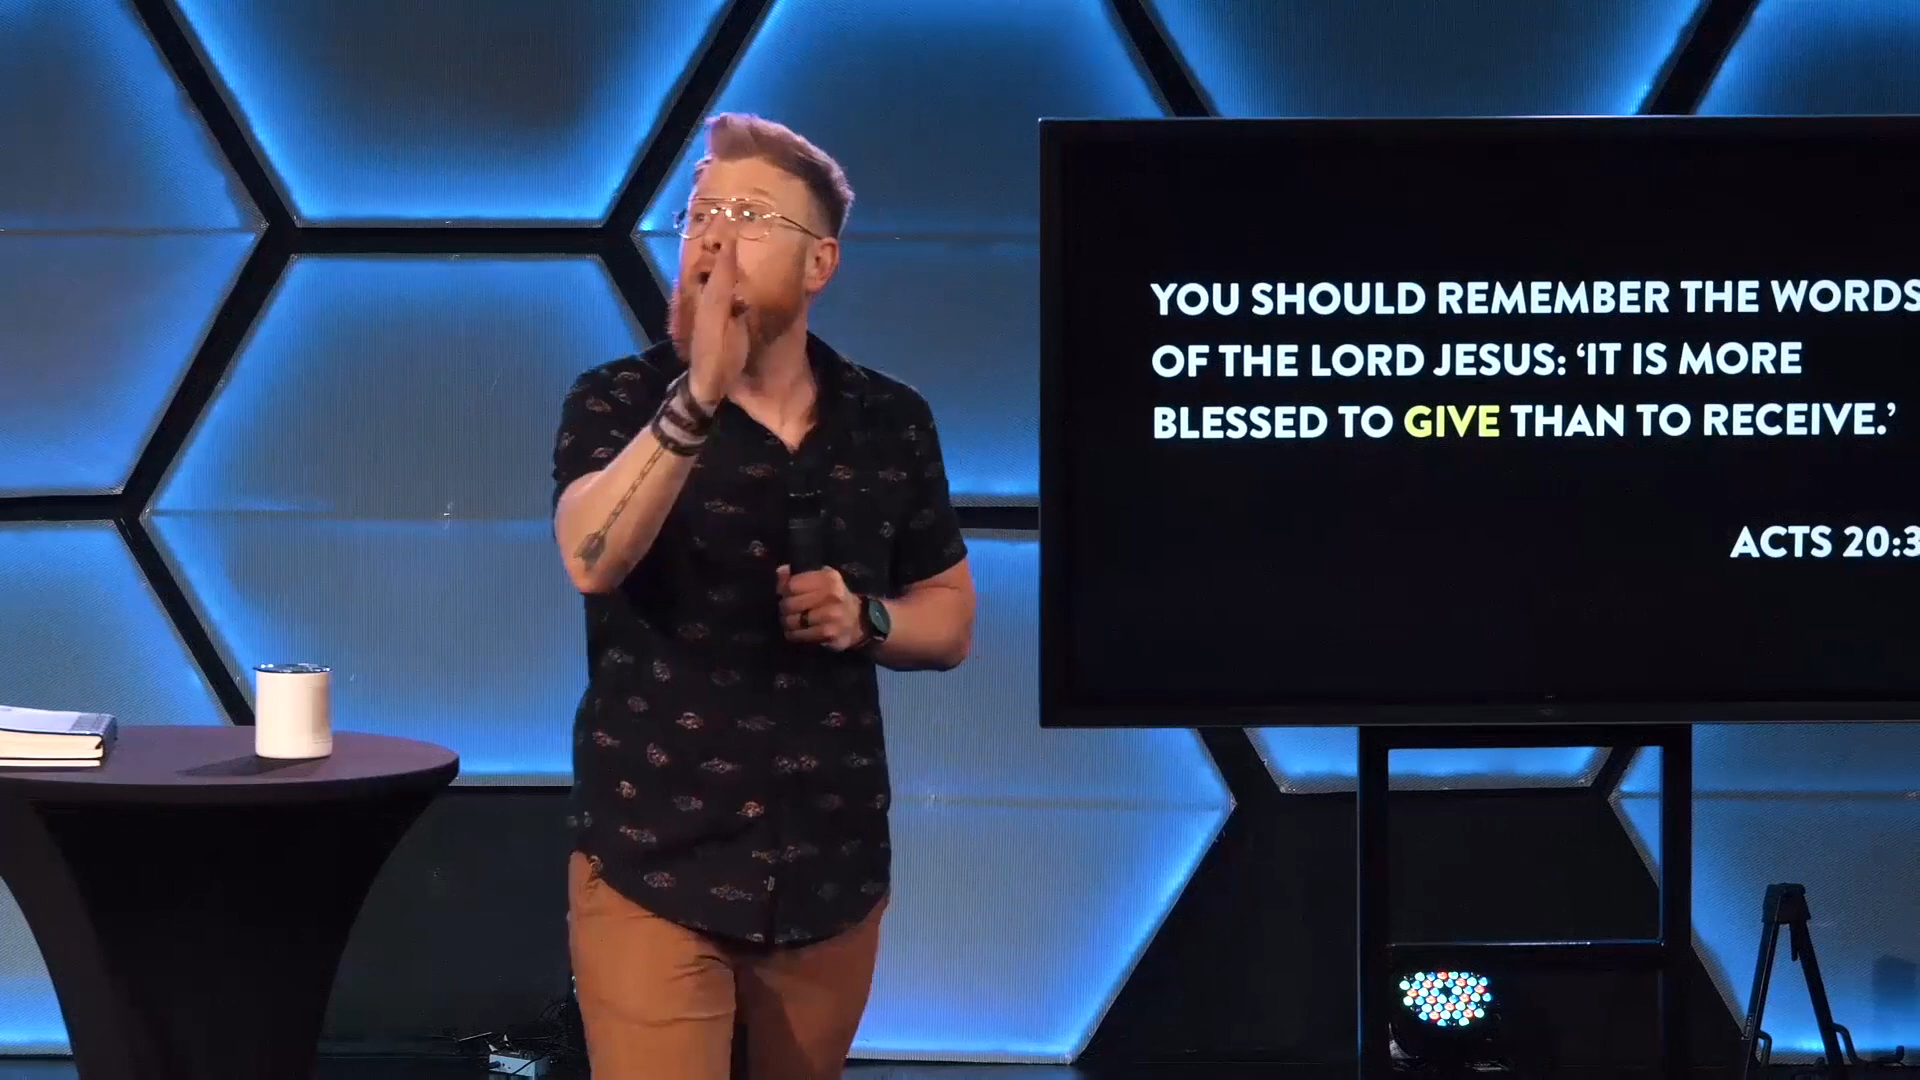 YOU SHOULD REMEMBER THE WORDS
OF THE LORD JESUS: ‘IT IS MORE
BLESSED TO GIVE THAN TO RECEIVE.’
ACTS 20:3